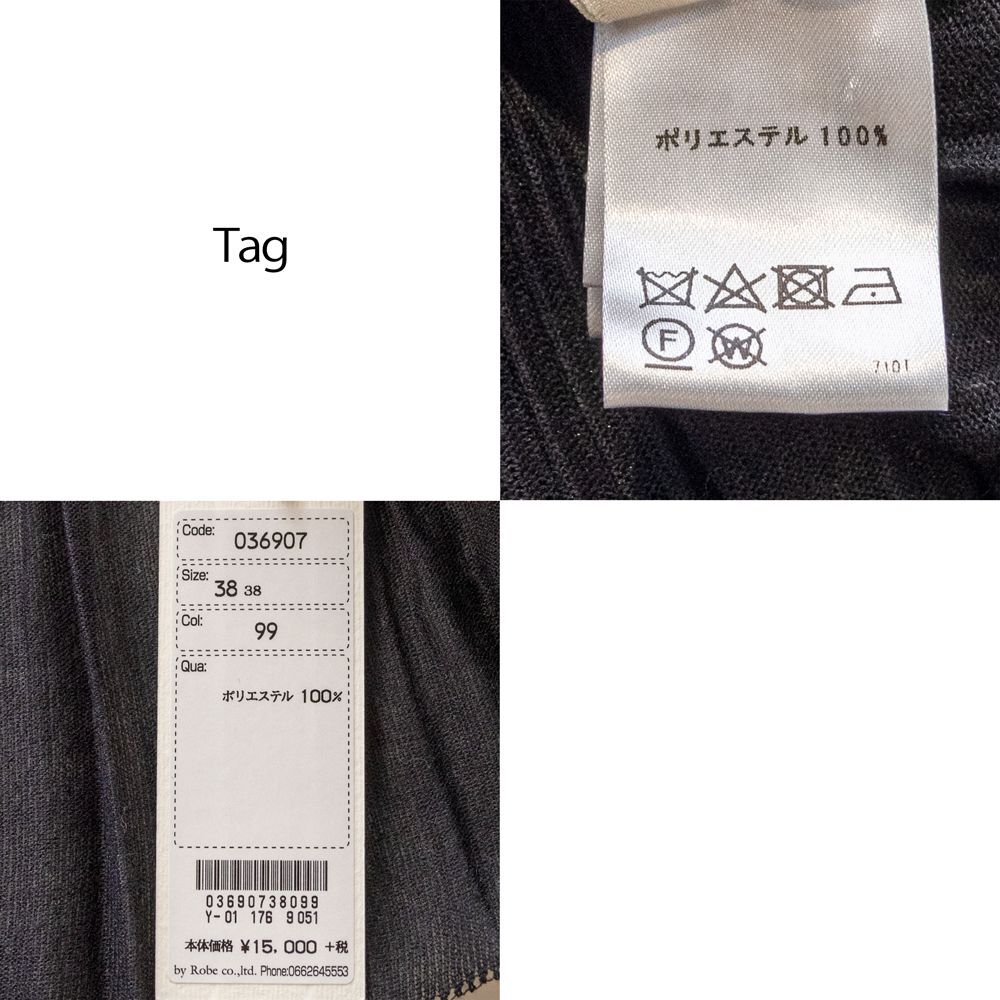 Tag
ポリエステル 100%
F
W
7101
Code: 036907
Size: 38 38
Col: 99
Qua:
ポリエステル 100%
03690738099
Y-01 176 9051
本体価格 ¥15,000 +税
by Robe co.,ltd. Phone:0662645553